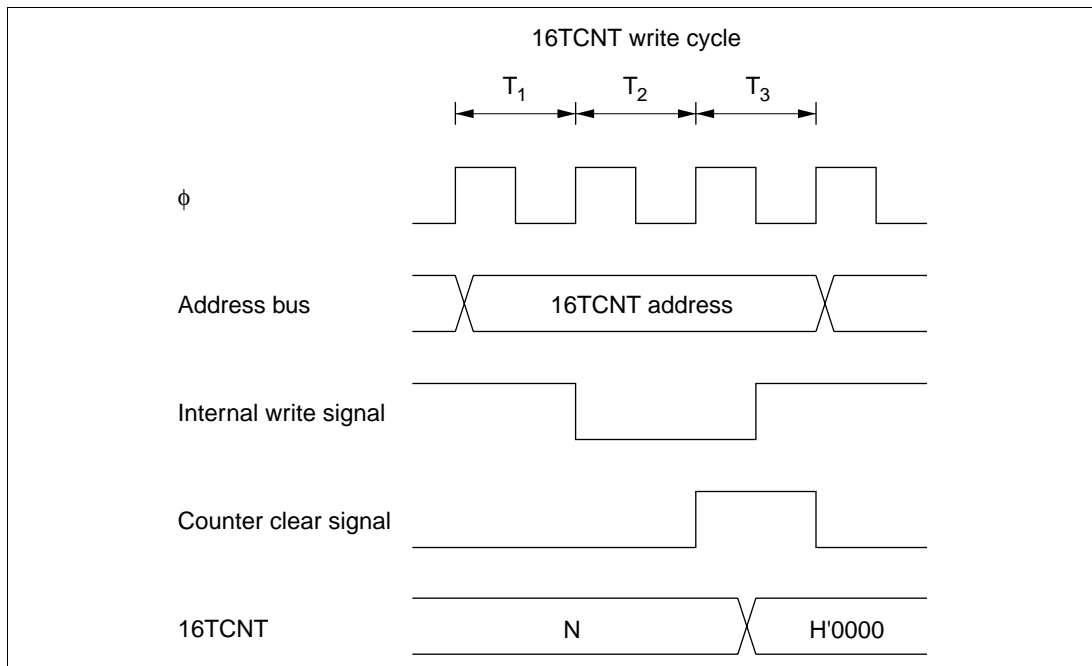 16TCNT write cycle
T1 T2 T3
φ
Address bus 16TCNT address
Internal write signal
Counter clear signal
16TCNT N H'0000